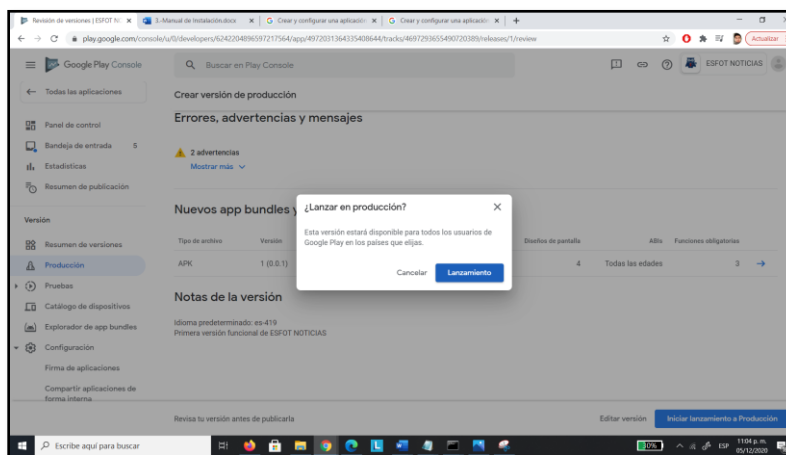 Revisión de versiones | ESFOT NO
3.-Manual de Instalación.docx
Crear y configurar una aplicación
Crear y configurar una aplicación
play.google.com/console/u/0/developers/6242204896597217564/app/4972031364335408644/tracks/4697293655490720389/releases/1/review
Actualizar
Google Play Console
Buscar en Play Console
ESFOT NOTICIAS
Todas las aplicaciones
Crear versión de producción
Panel de control
Bandeja de entrada 5
Estadísticas
Resumen de publicación
Versión
Resumen de versiones
Producción
Pruebas
Catálogo de dispositivos
Explorador de app bundles
Configuración
Firma de aplicaciones
Compartir aplicaciones de
forma interna
Errores, advertencias y mensajes
2 advertencias
Mostrar más
Nuevos app bundles y
Tipo de archivo Versión Diseños de pantalla ABIs Funciones obligatorias
APK 1 (0.0.1) 4 Todas las edades 3
¿Lanzar en producción?
Esta versión estará disponible para todos los usuarios de
Google Play en los países que elijas.
Cancelar Lanzamiento
Notas de la versión
Idioma predeterminado: es-419
Primera versión funcional de ESFOT NOTICIAS
Revisa tu versión antes de publicarla
Editar versión Iniciar lanzamiento a Producción
Escribe aquí para buscar
0%
ESP
11:04 p. m.
05/12/2020